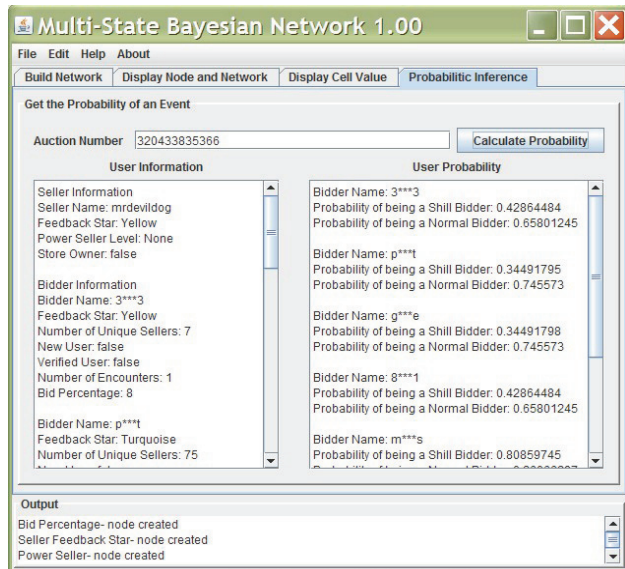 Multi-State Bayesian Network 1.00
File Edit Help About
Build Network Display Node and Network Display Cell Value Probabilitic Inference
Get the Probability of an Event
Auction Number 320433835366 Calculate Probability
User Information
Seller Information
Seller Name: mrdevildog
Feedback Star: Yellow
Power Seller Level: None
Store Owner: false
Bidder Information
Bidder Name: 3***3
Feedback Star: Yellow
Number of Unique Sellers: 7
New User: false
Verified User: false
Number of Encounters: 1
Bid Percentage: 8
Bidder Name: p***t
Feedback Star: Turquoise
Number of Unique Sellers: 75
User Probability
Bidder Name: 3***3
Probability of being a Shill Bidder: 0.42864484
Probability of being a Normal Bidder: 0.65801245
Bidder Name: p***t
Probability of being a Shill Bidder: 0.34491795
Probability of being a Normal Bidder: 0.745573
Bidder Name: g***e
Probability of being a Shill Bidder: 0.34491798
Probability of being a Normal Bidder: 0.745573
Bidder Name: 8***1
Probability of being a Shill Bidder: 0.42864484
Probability of being a Normal Bidder: 0.65801245
Bidder Name: m***s
Probability of being a Shill Bidder: 0.80859745
Output
Bid Percentage- node created
Seller Feedback Star- node created
Power Seller- node created